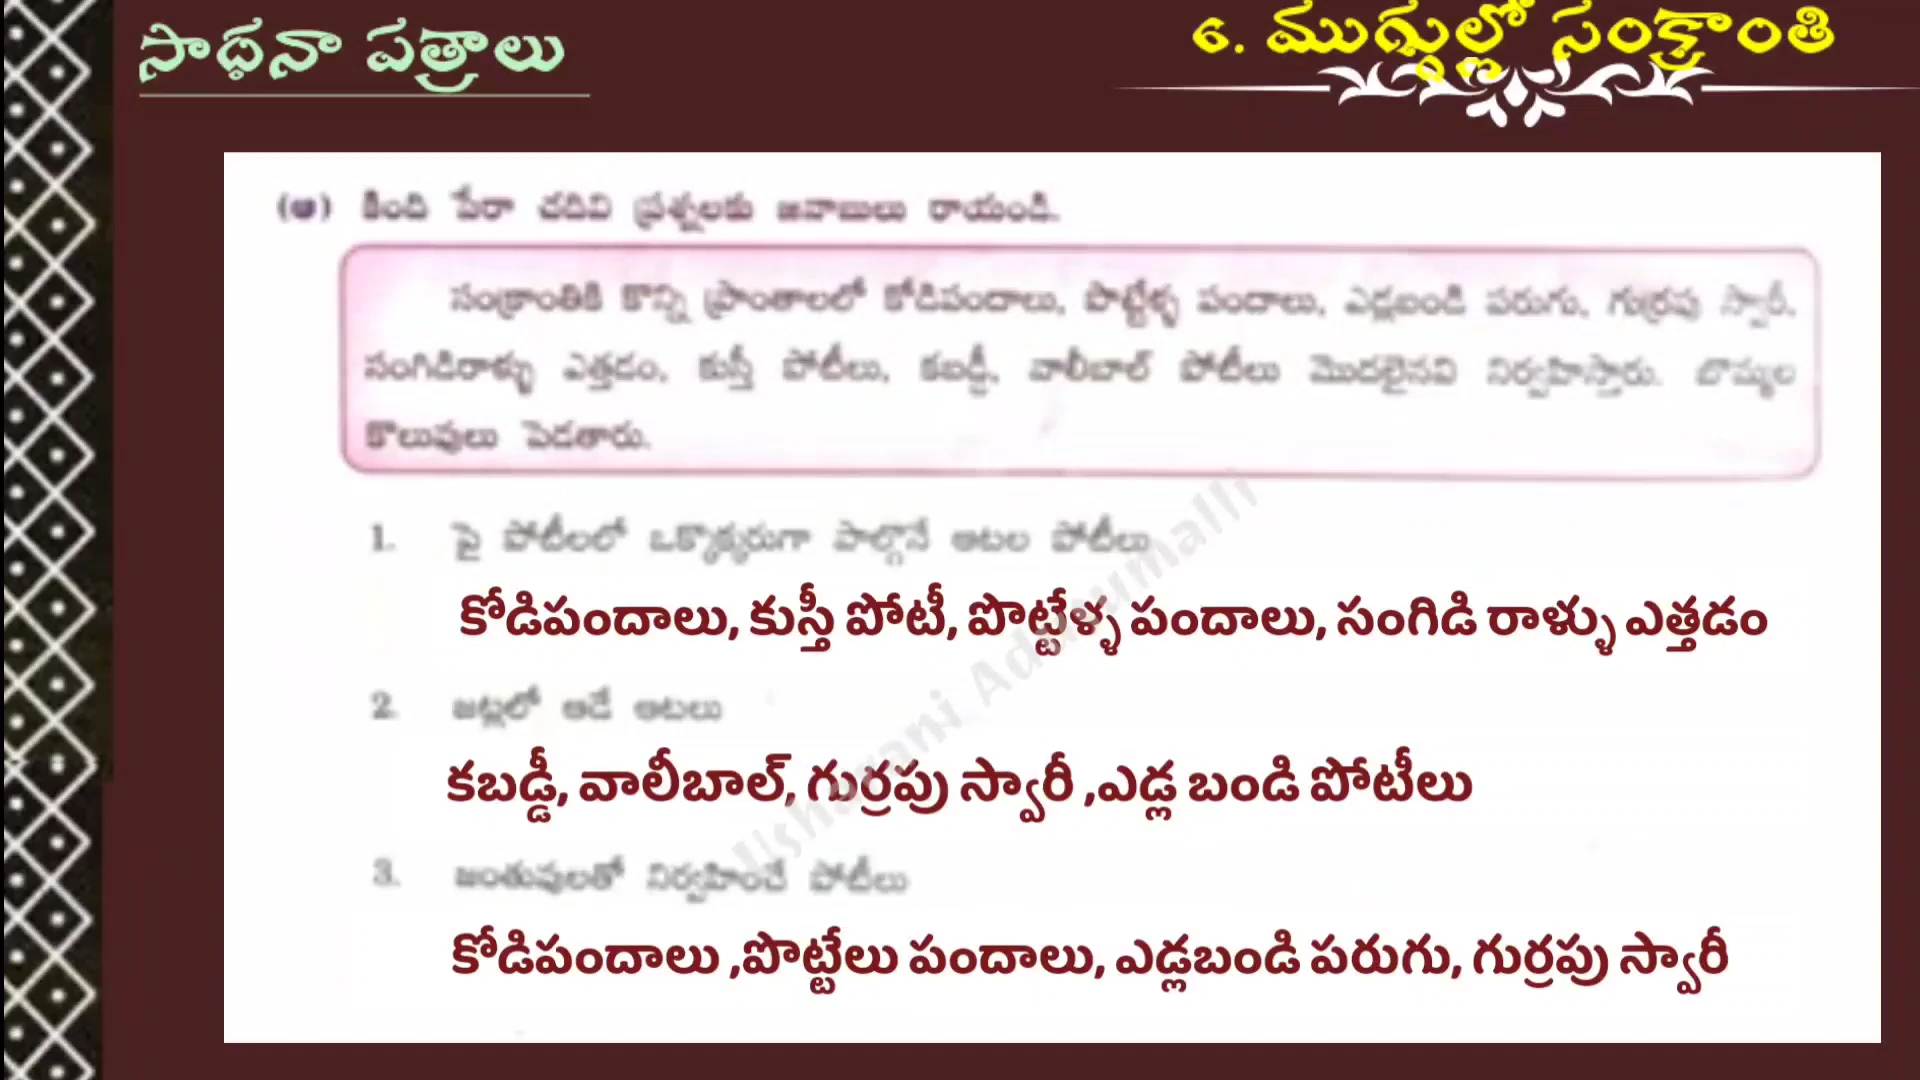 సాధనా పత్రాలు
6. ముగ్గుల్లో సంక్రాంతి
(ఆ) కింది పేరా చదివి ప్రశ్నలకు జవాబులు రాయండి.
సంక్రాంతికి కొన్ని ప్రాంతాలలో కోడిపందాలు, పొట్టేళ్ళ పందాలు, ఎడ్లబండి పరుగు, గుర్రపు స్వారీ,
సంగిడిరాళ్ళు ఎత్తడం, కుస్తీ పోటీలు, కబడ్డీ, వాలీబాల్ పోటీలు మొదలైనవి నిర్వహిస్తారు. బొమ్మల
కొలువులు పెడతారు.
1. పై పోటీలలో ఒక్కొక్కరుగా పాల్గొనే ఆటల పోటీలు
కోడిపందాలు, కుస్తీ పోటీ, పొట్టేళ్ళ పందాలు, సంగిడి రాళ్ళు ఎత్తడం
2. జట్లలో ఆడే ఆటలు
కబడ్డీ, వాలీబాల్, గుర్రపు స్వారీ ,ఎడ్ల బండి పోటీలు
3. జంతువులతో నిర్వహించే పోటీలు
కోడిపందాలు ,పొట్టేలు పందాలు, ఎడ్లబండి పరుగు, గుర్రపు స్వారీ